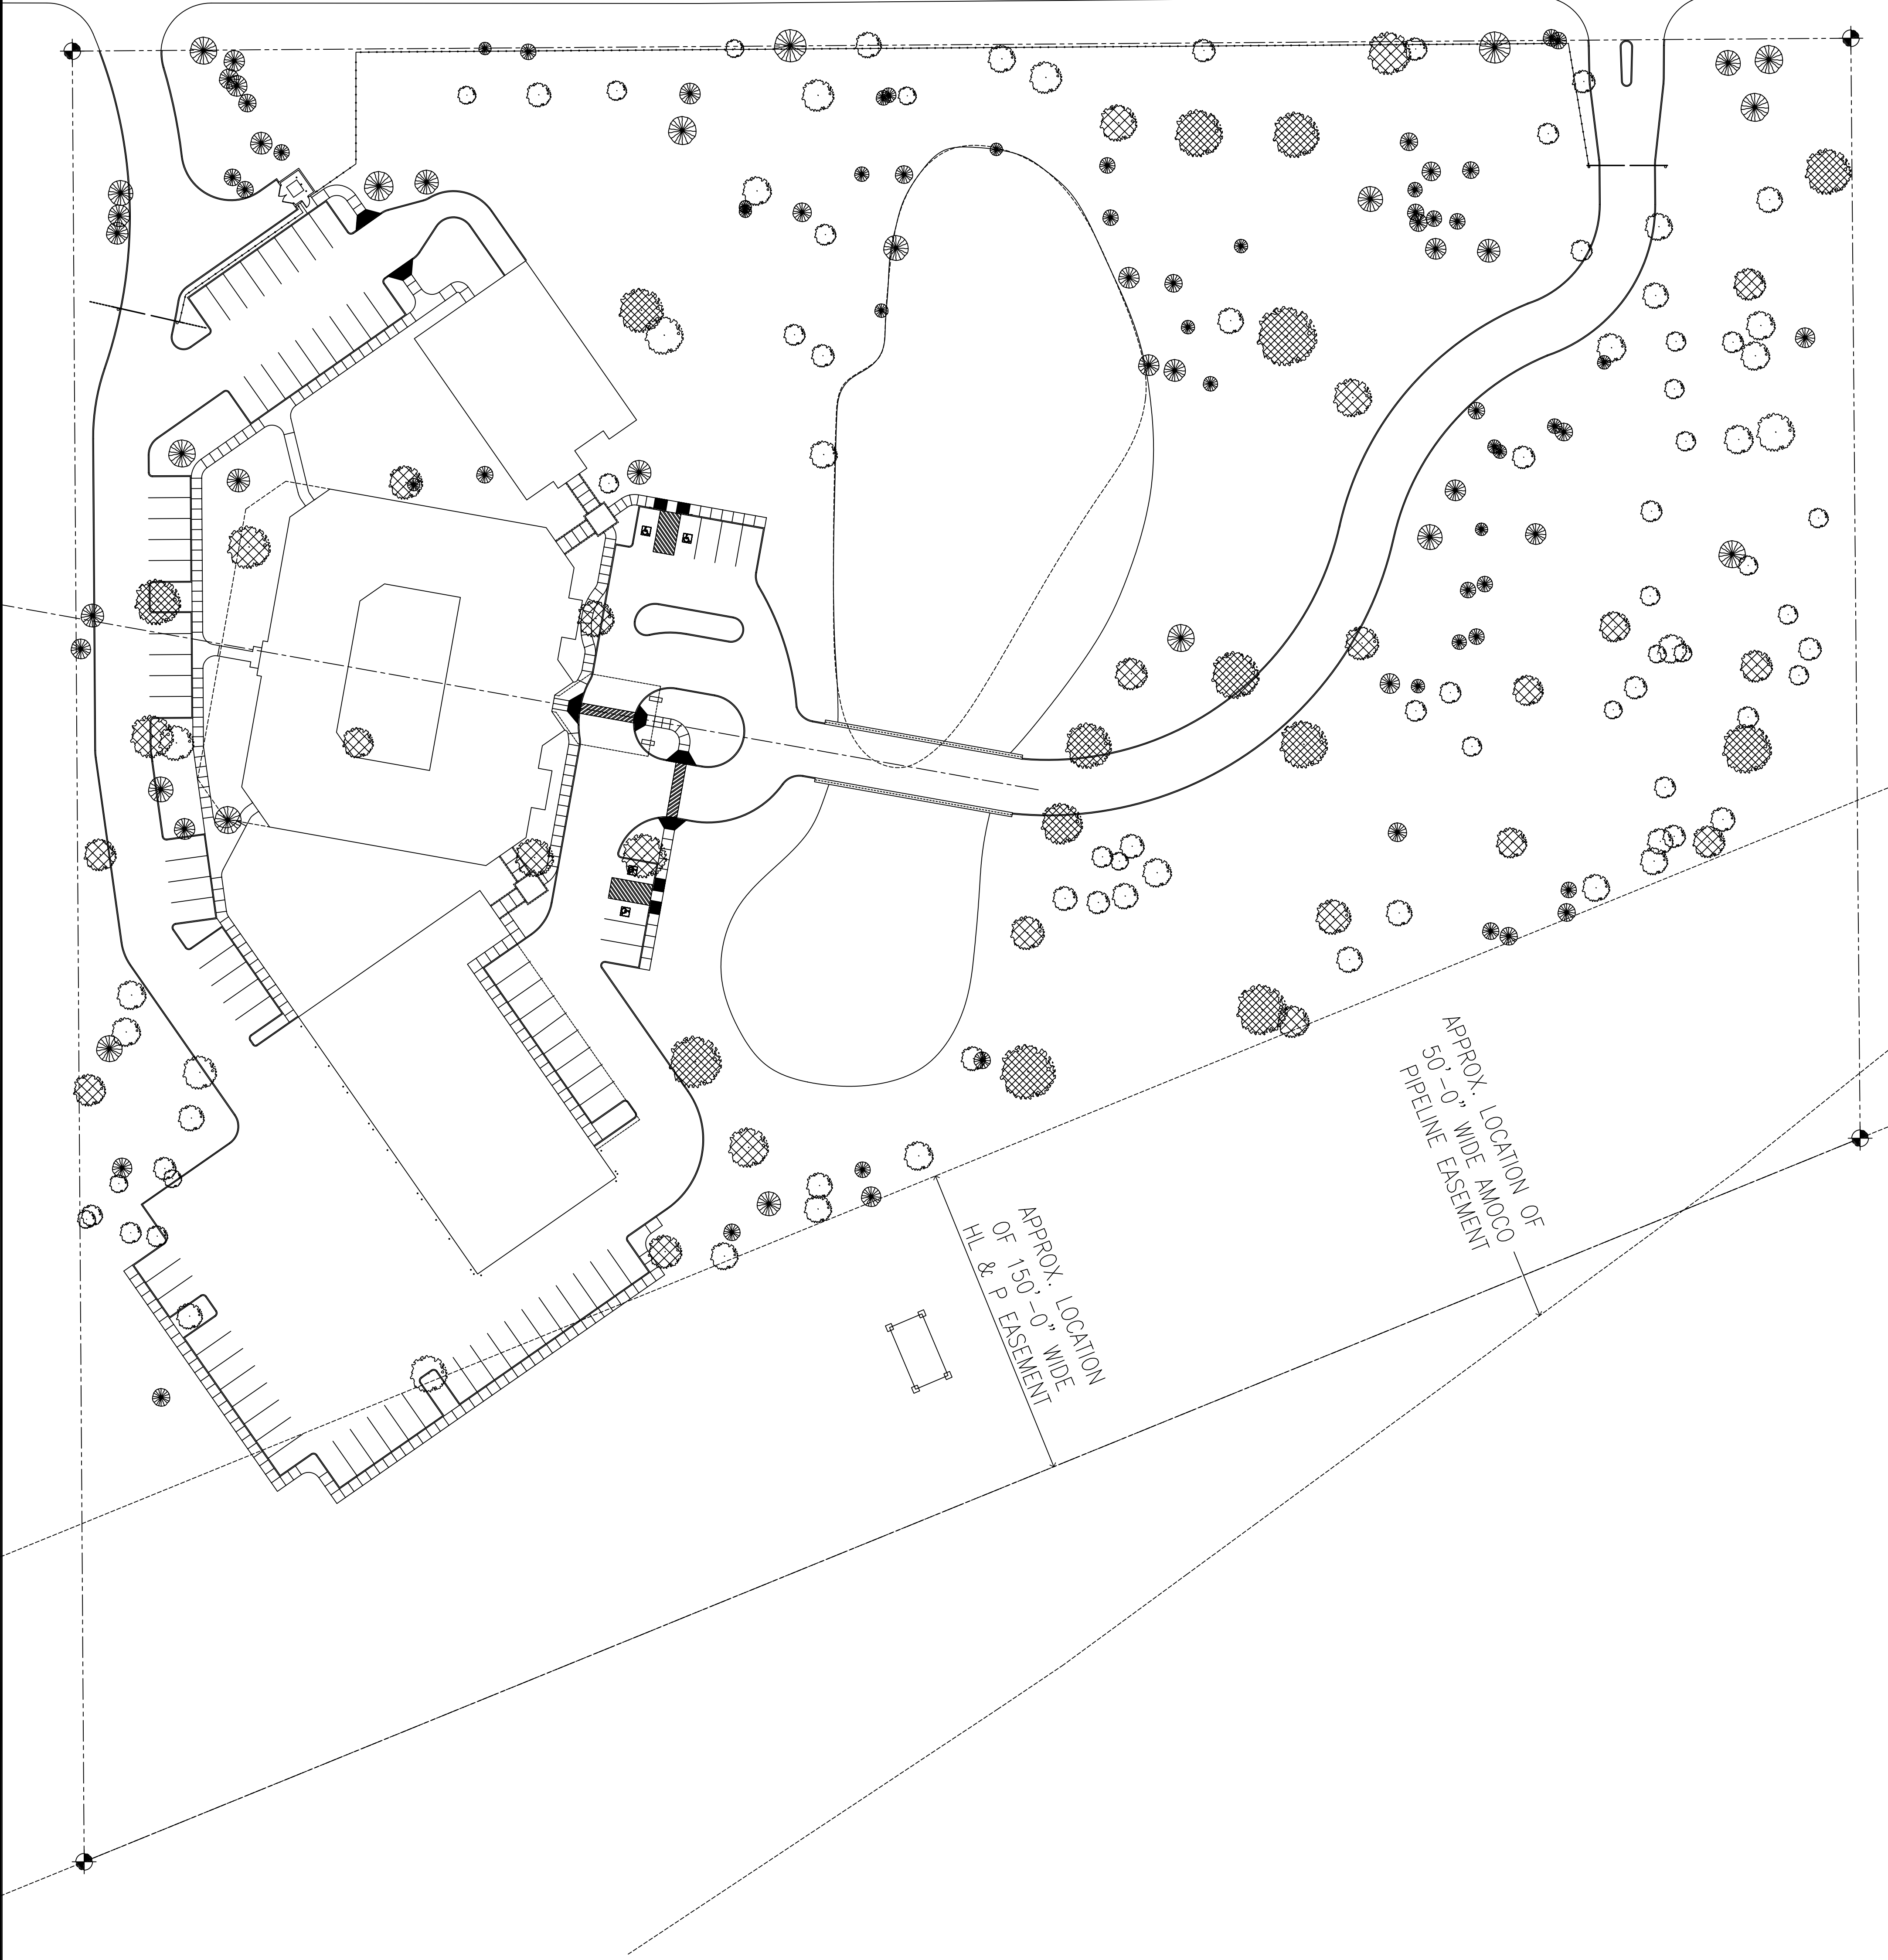 APPROX. LOCATION OF
50'-0" WIDE AMOCO
PIPELINE EASEMENT
APPROX. LOCATION
OF 150'-0" WIDE
HL & P EASEMENT